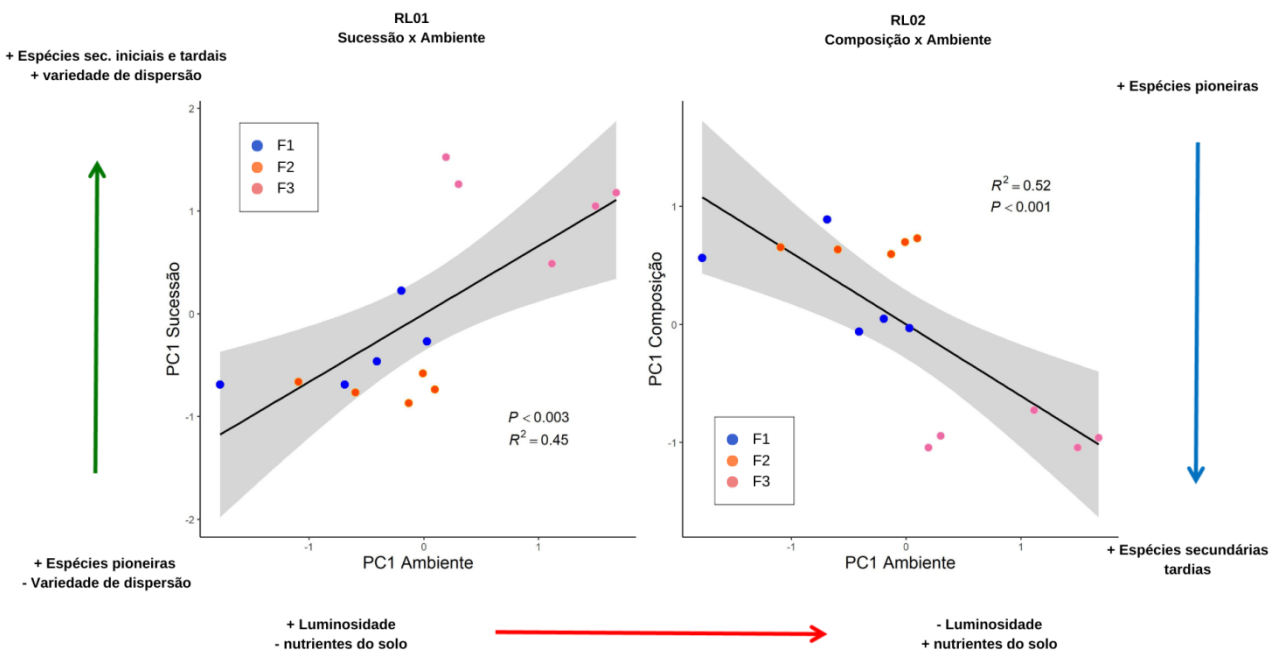 RL01
Sucessão x Ambiente
RL02
Composição x Ambiente
+ Espécies sec. iniciais e tardais
+ variedade de dispersão
+ Espécies pioneiras
2
1
0
-1
-2
PC1 Sucessão
F1
F2
F3
P < 0.003
R² = 0.45
-1
0
1
PC1 Ambiente
1
0
-1
PC1 Composição
R² = 0.52
P < 0.001
F1
F2
F3
-1
0
1
PC1 Ambiente
+ Espécies pioneiras
- Variedade de dispersão
+ Espécies secundárias
tardias
+ Luminosidade
- nutrientes do solo
- Luminosidade
+ nutrientes do solo